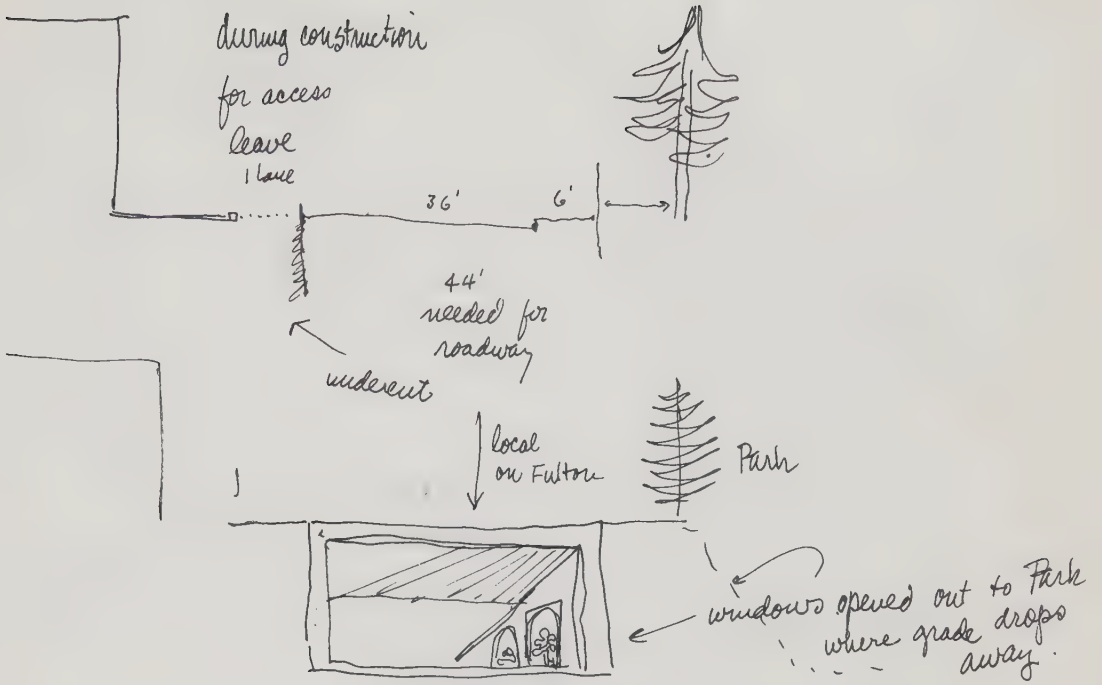 during construction
for access
leave
1 lane
36'
6'
44'
needed for
roadway
undercut
local
on Fulton
Park
windows opened out to Park
where grade drops
away.